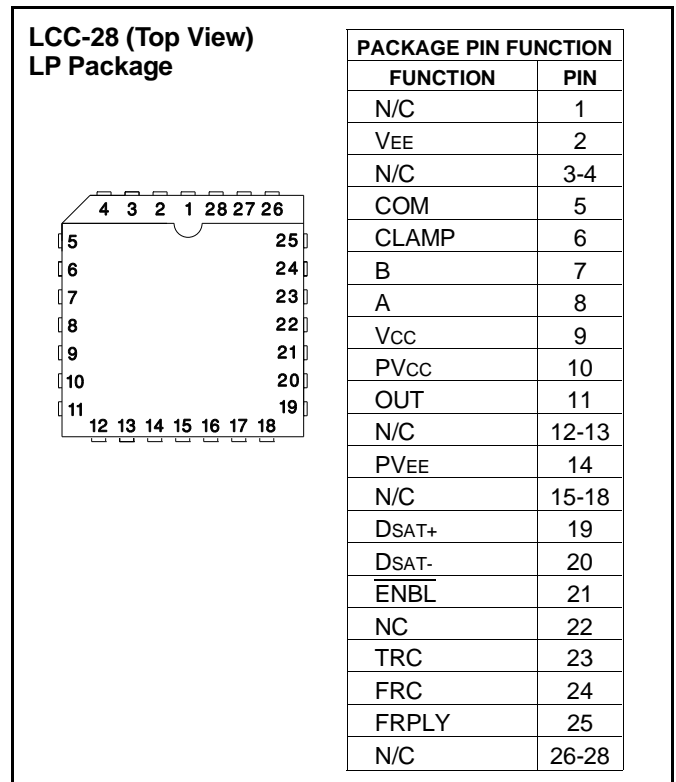 LCC-28 (Top View)
LP Package
4 3 2 1 28 27 26
5 25
6 24
7 23
8 22
9 21
10 20
11 19
12 13 14 15 16 17 18
PACKAGE PIN FUNCTION
FUNCTION PIN
N/C 1
VEE 2
N/C 3-4
COM 5
CLAMP 6
B 7
A 8
VCC 9
PVCC 10
OUT 11
N/C 12-13
PVEE 14
N/C 15-18
DSAT+ 19
DSAT- 20
ENBL 21
NC 22
TRC 23
FRC 24
FRPLY 25
N/C 26-28